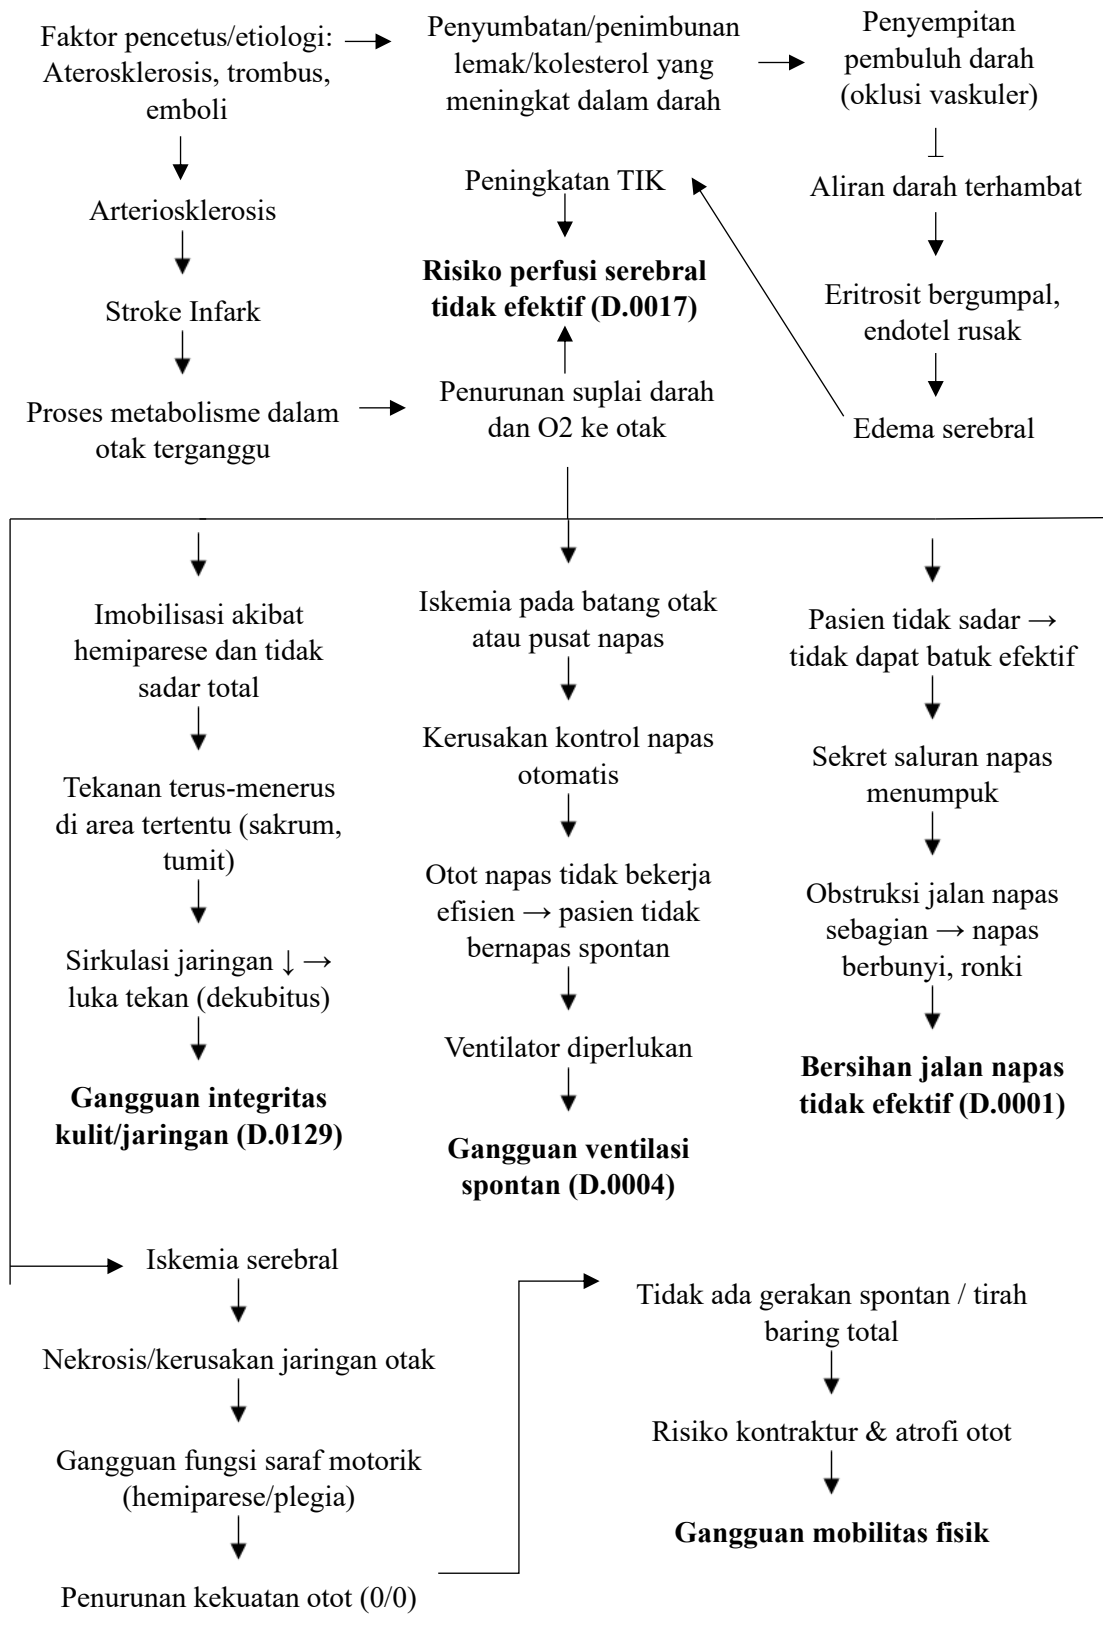 Faktor pencetus/etiologi:
Aterosklerosis, trombus,
emboli
Penyumbatan/penimbunan
lemak/kolesterol yang
meningkat dalam darah
Penyempitan
pembuluh darah
(oklusi vaskuler)
Arteriosklerosis
Peningkatan TIK
Aliran darah terhambat
Stroke Infark
Risiko perfusi serebral
tidak efektif (D.0017)
Eritrosit bergumpal,
endotel rusak
Proses metabolisme dalam
otak terganggu
Penurunan suplai darah
dan O2 ke otak
Edema serebral
Imobilisasi akibat
hemiparese dan tidak
sadar total
Tekanan terus-menerus
di area tertentu (sakrum,
tumit)
Sirkulasi jaringan ↓ →
luka tekan (dekubitus)
Gangguan integritas
kulit/jaringan (D.0129)
Iskemia pada batang otak
atau pusat napas
Kerusakan kontrol napas
otomatis
Otot napas tidak bekerja
efisien → pasien tidak
bernapas spontan
Ventilator diperlukan
Gangguan ventilasi
spontan (D.0004)
Pasien tidak sadar →
tidak dapat batuk efektif
Sekret saluran napas
menumpuk
Obstruksi jalan napas
sebagian → napas
berbunyi, ronki
Bersihan jalan napas
tidak efektif (D.0001)
Iskemia serebral
Nekrosis/kerusakan jaringan otak
Gangguan fungsi saraf motorik
(hemiparese/plegia)
Penurunan kekuatan otot (0/0)
Tidak ada gerakan spontan / tirah
baring total
Risiko kontraktur & atrofi otot
Gangguan mobilitas fisik